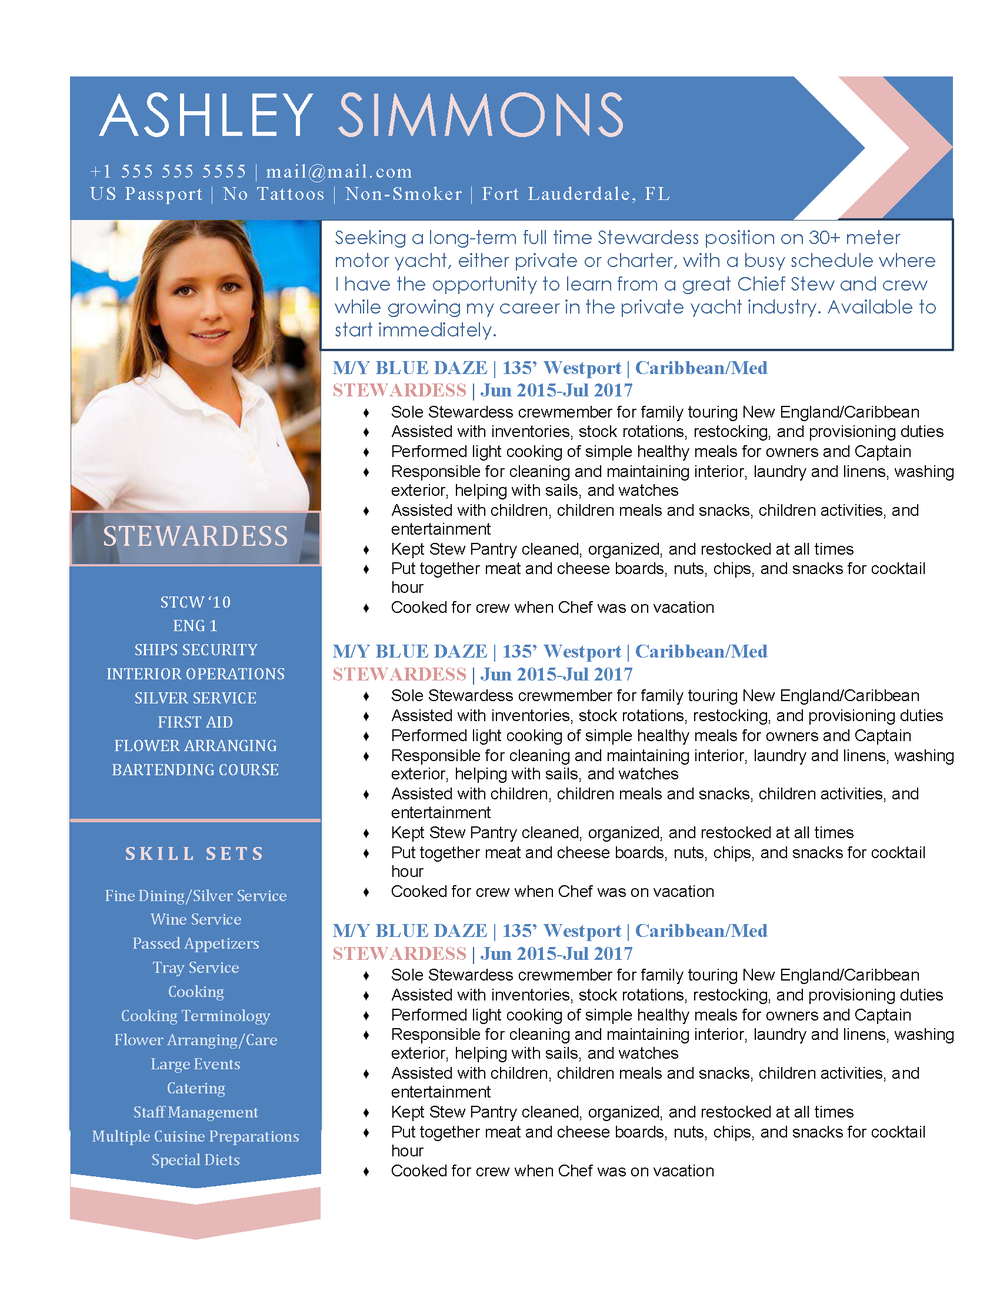 ASHLEY SIMMONS
+1 555 555 5555 | mail@mail.com
US Passport | No Tattoos | Non-Smoker | Fort Lauderdale, FL
Seeking a long-term full time Stewardess position on 30+ meter
motor yacht, either private or charter, with a busy schedule where
I have the opportunity to learn from a great Chief Stew and crew
while growing my career in the private yacht industry. Available to
start immediately.
STEWARDESS
STCW ‘10
ENG 1
SHIPS SECURITY
INTERIOR OPERATIONS
SILVER SERVICE
FIRST AID
FLOWER ARRANGING
BARTENDING COURSE
SKILL SETS
Fine Dining/Silver Service
Wine Service
Passed Appetizers
Tray Service
Cooking
Cooking Terminology
Flower Arranging/Care
Large Events
Catering
Staff Management
Multiple Cuisine Preparations
Special Diets
M/Y BLUE DAZE | 135’ Westport | Caribbean/Med
STEWARDESS | Jun 2015-Jul 2017
♦ Sole Stewardess crewmember for family touring New England/Caribbean
♦ Assisted with inventories, stock rotations, restocking, and provisioning duties
♦ Performed light cooking of simple healthy meals for owners and Captain
♦ Responsible for cleaning and maintaining interior, laundry and linens, washing
exterior, helping with sails, and watches
♦ Assisted with children, children meals and snacks, children activities, and
entertainment
♦ Kept Stew Pantry cleaned, organized, and restocked at all times
♦ Put together meat and cheese boards, nuts, chips, and snacks for cocktail
hour
♦ Cooked for crew when Chef was on vacation
M/Y BLUE DAZE | 135’ Westport | Caribbean/Med
STEWARDESS | Jun 2015-Jul 2017
♦ Sole Stewardess crewmember for family touring New England/Caribbean
♦ Assisted with inventories, stock rotations, restocking, and provisioning duties
♦ Performed light cooking of simple healthy meals for owners and Captain
♦ Responsible for cleaning and maintaining interior, laundry and linens, washing
exterior, helping with sails, and watches
♦ Assisted with children, children meals and snacks, children activities, and
entertainment
♦ Kept Stew Pantry cleaned, organized, and restocked at all times
♦ Put together meat and cheese boards, nuts, chips, and snacks for cocktail
hour
♦ Cooked for crew when Chef was on vacation
M/Y BLUE DAZE | 135’ Westport | Caribbean/Med
STEWARDESS | Jun 2015-Jul 2017
♦ Sole Stewardess crewmember for family touring New England/Caribbean
♦ Assisted with inventories, stock rotations, restocking, and provisioning duties
♦ Performed light cooking of simple healthy meals for owners and Captain
♦ Responsible for cleaning and maintaining interior, laundry and linens, washing
exterior, helping with sails, and watches
♦ Assisted with children, children meals and snacks, children activities, and
entertainment
♦ Kept Stew Pantry cleaned, organized, and restocked at all times
♦ Put together meat and cheese boards, nuts, chips, and snacks for cocktail
hour
♦ Cooked for crew when Chef was on vacation